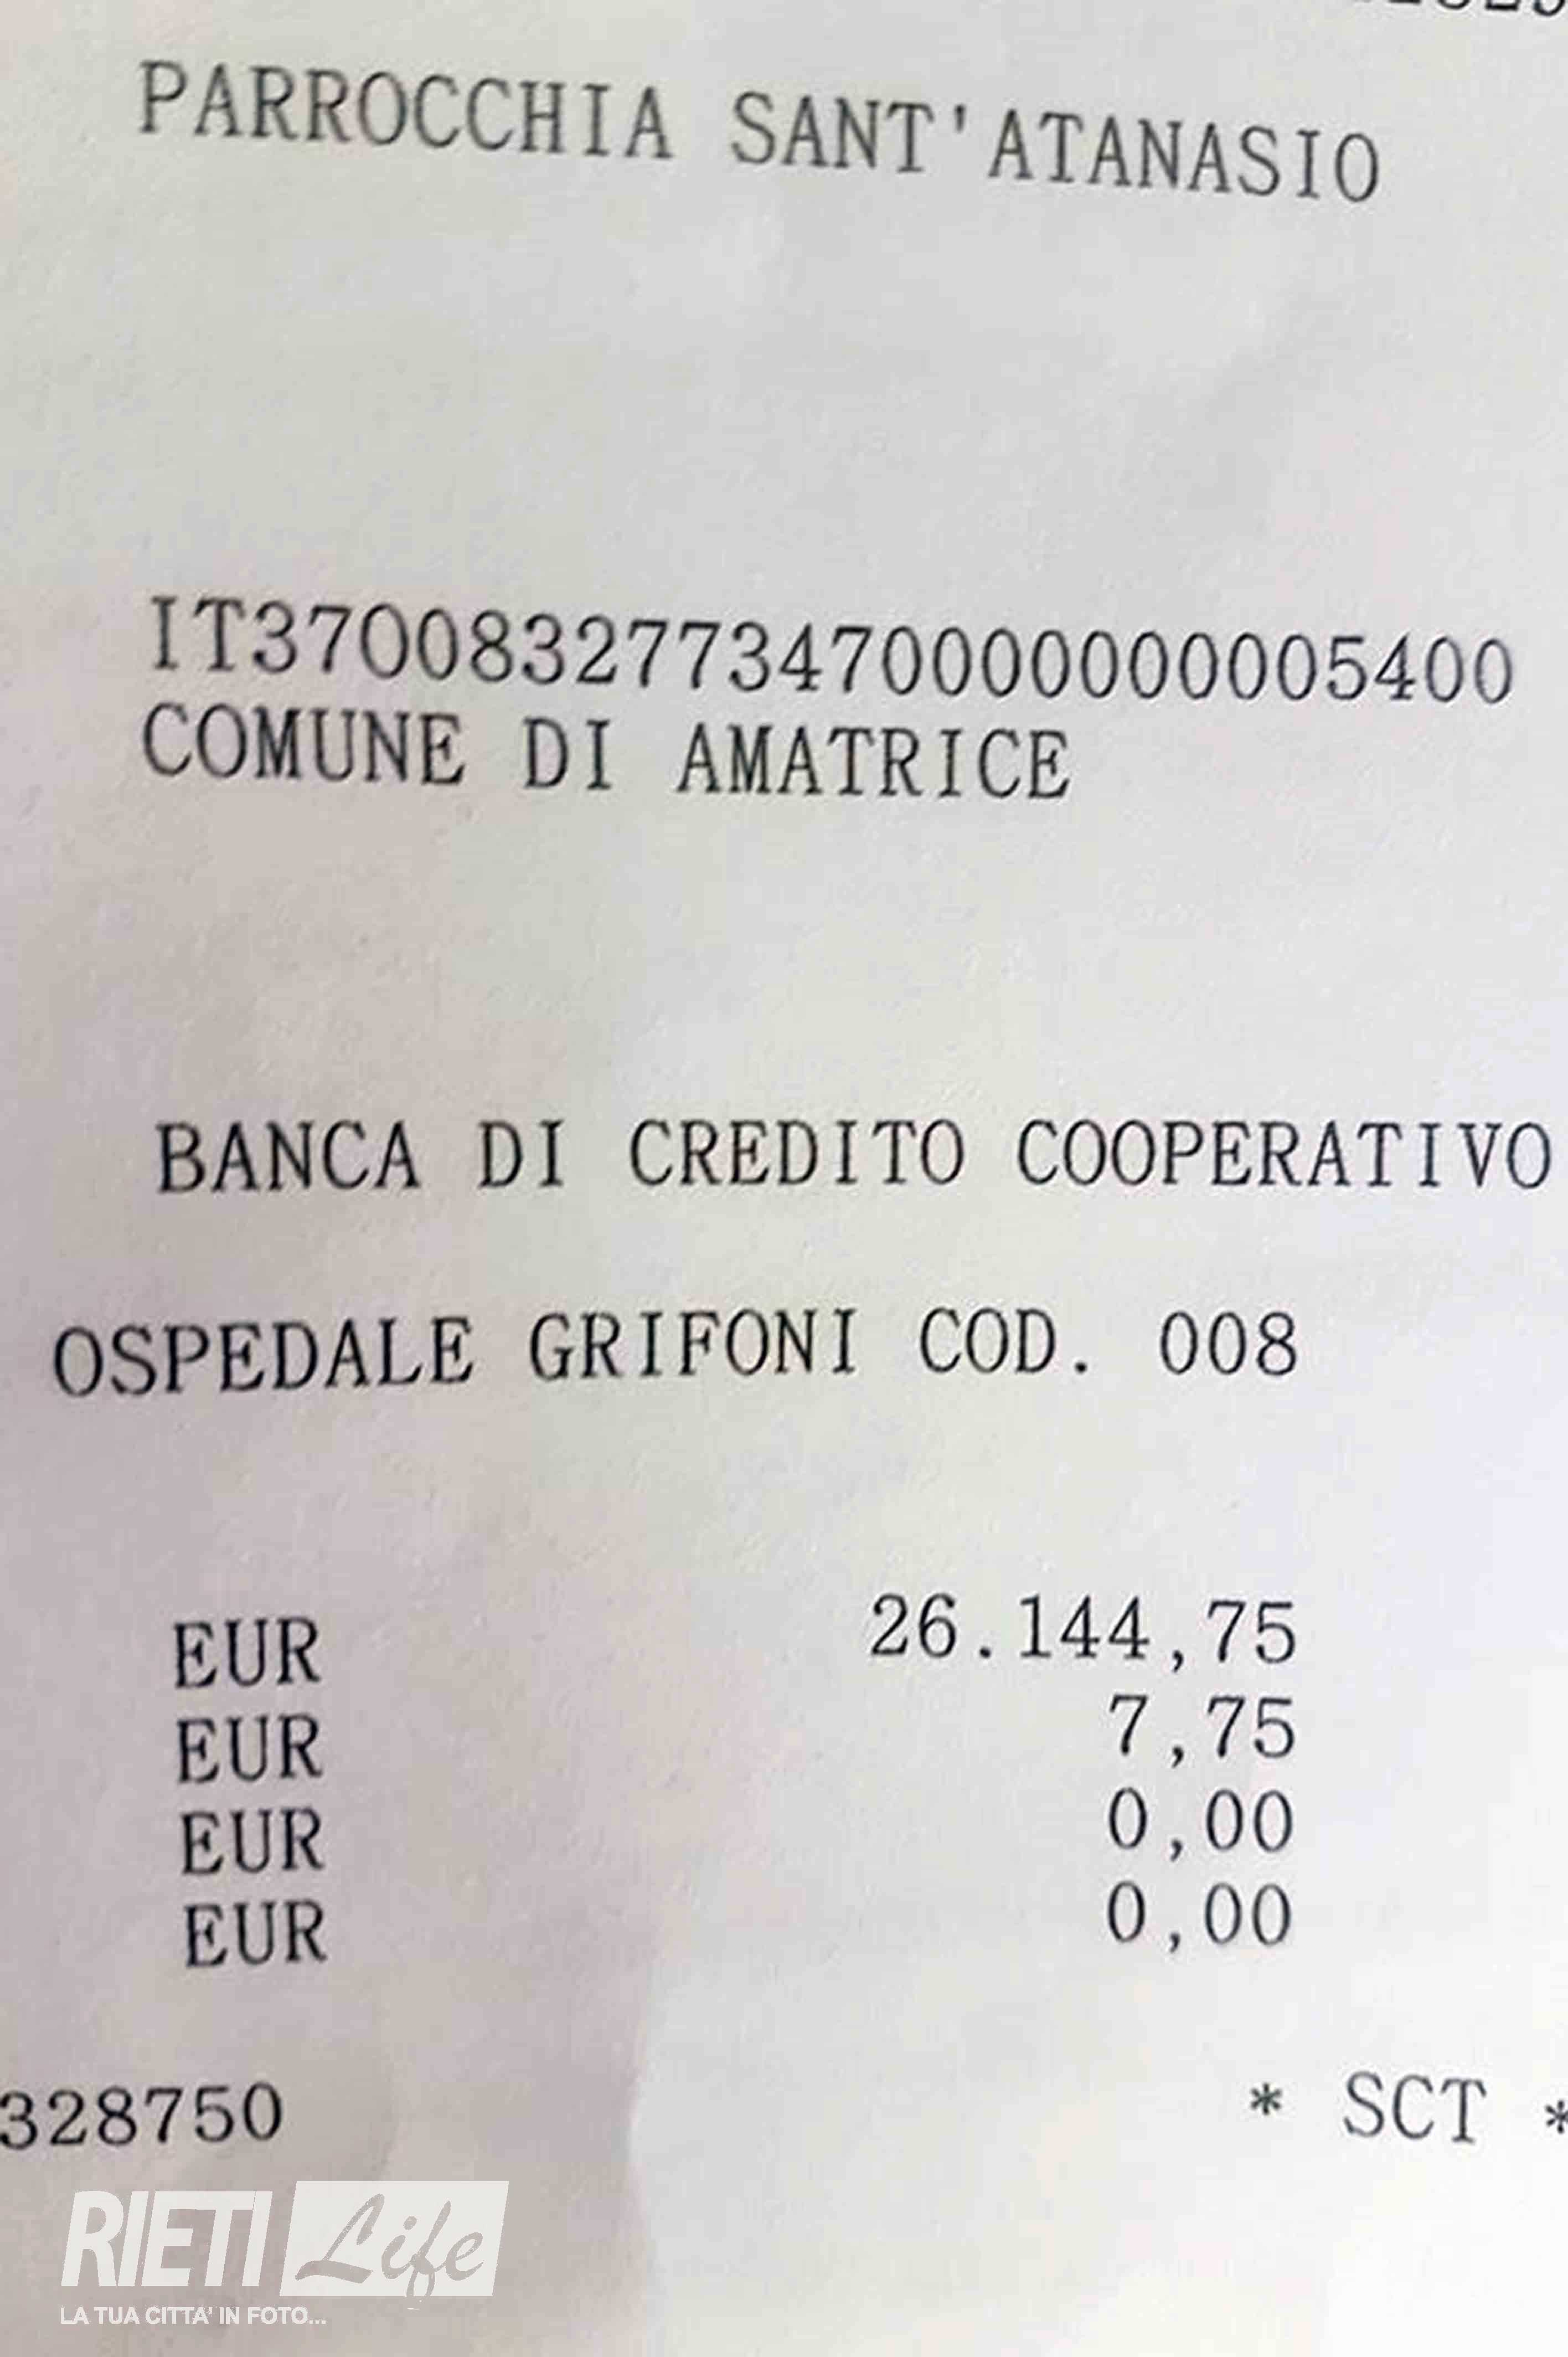 PARROCCHIA SANT'ATANASIO
IT37O0832773470000000005400
COMUNE DI AMATRICE
BANCA DI CREDITO COOPERATIVO
OSPEDALE GRIFONI COD. 008
EUR 26.144,75
EUR 7,75
EUR 0,00
EUR 0,00
328750 * SCT *
RIETI Life
LA TUA CITTA' IN FOTO...